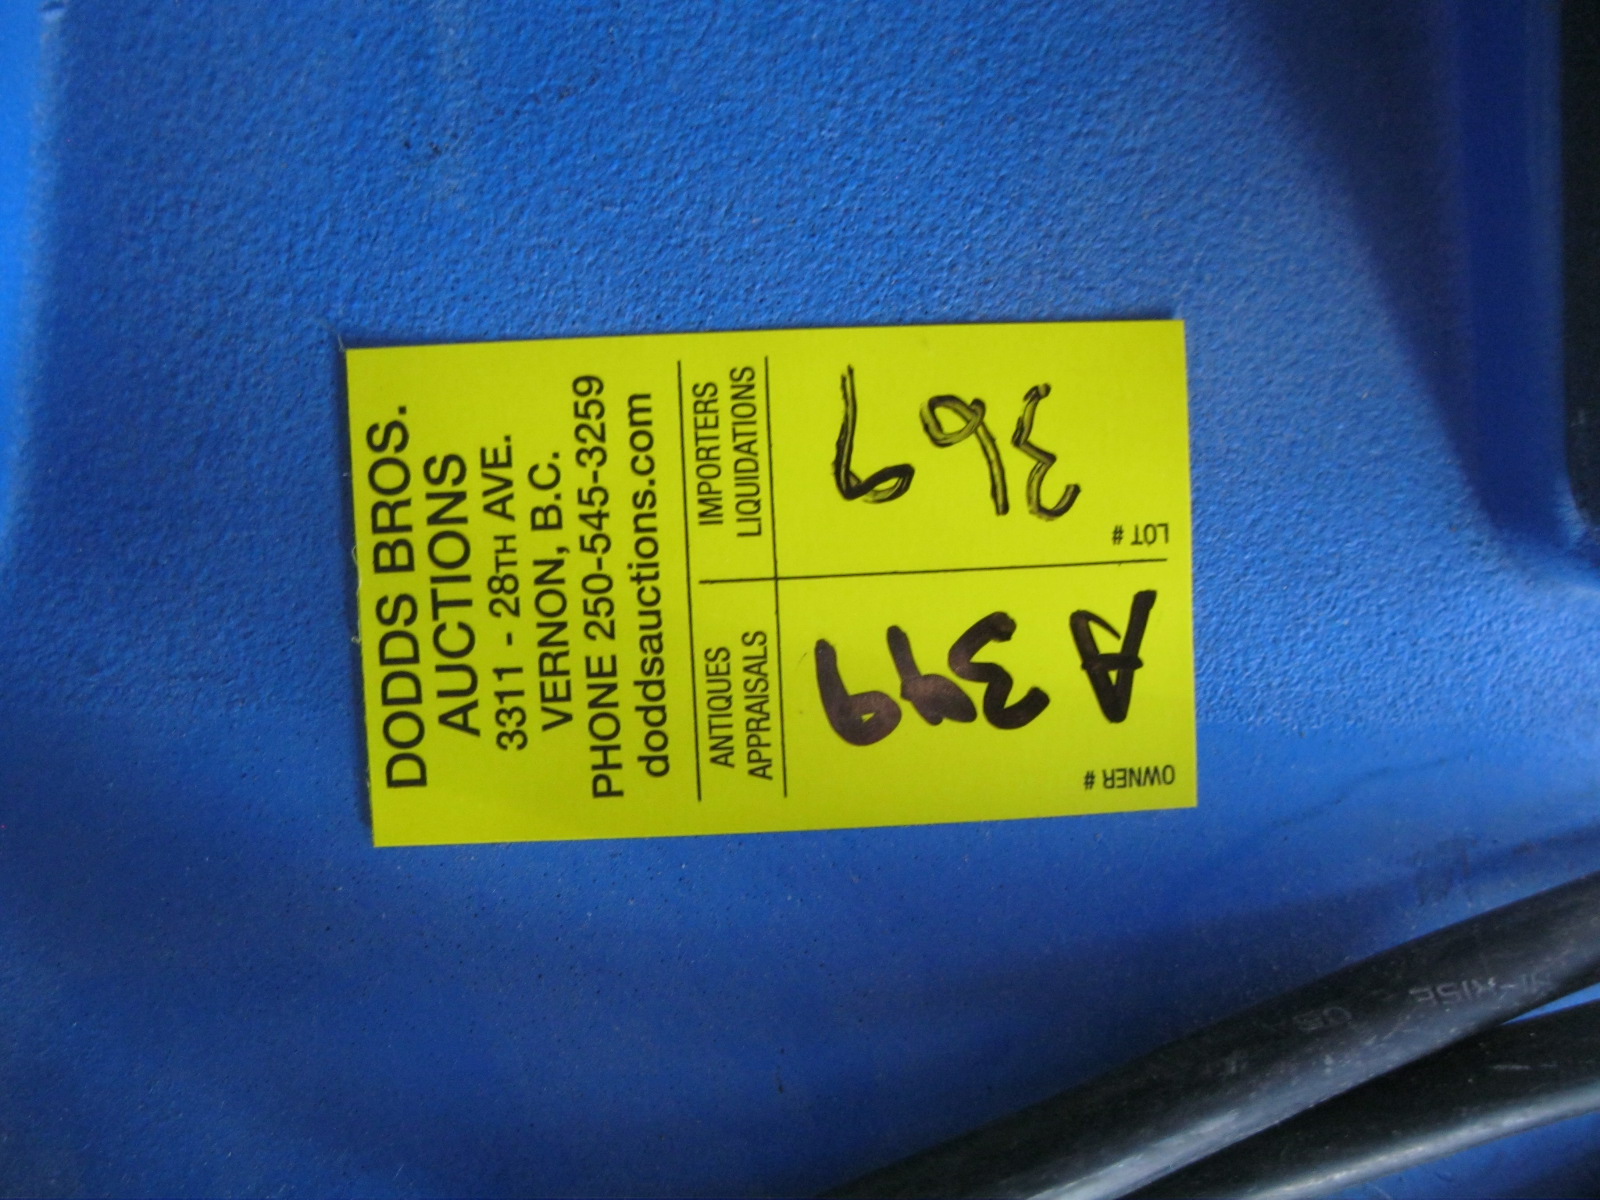 DODDS BROS.
AUCTIONS
3311 - 28TH AVE.
VERNON, B.C.
PHONE 250-545-3259
doddsauctions.com
ANTIQUES IMPORTERS
APPRAISALS LIQUIDATIONS
OWNER #
A 349
LOT #
369